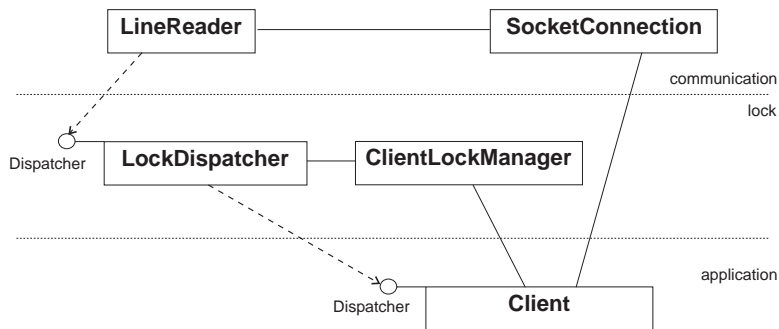 LineReader
SocketConnection
communication
lock
Dispatcher
LockDispatcher
ClientLockManager
application
Dispatcher
Client